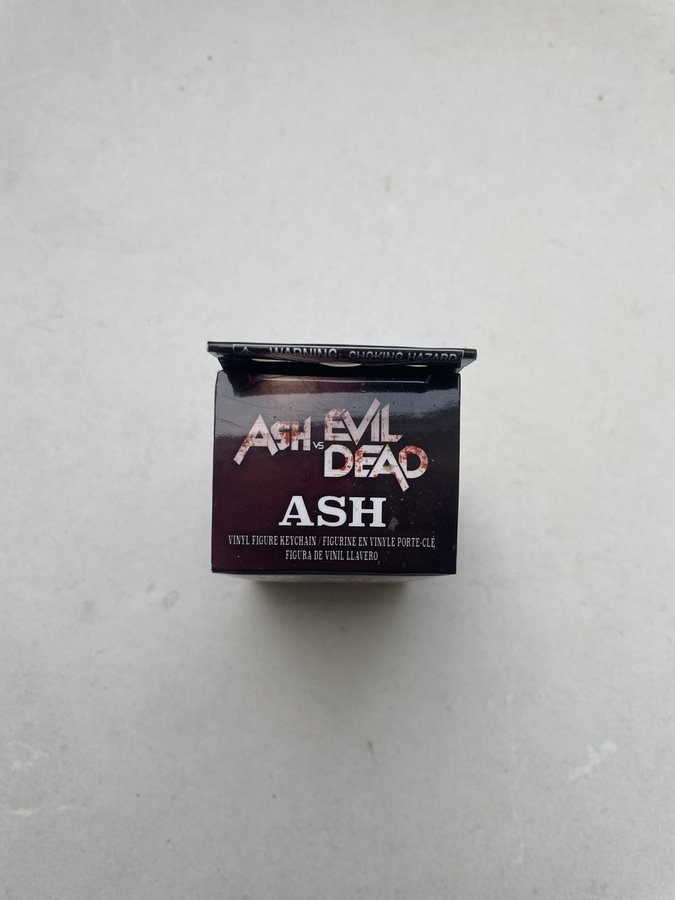 WARNING: CHOKING HAZARD
ASH vs EVIL DEAD
ASH
VINYL FIGURE KEYCHAIN / FIGURINE EN VINYLE PORTE-CLÉ
FIGURA DE VINIL LLAVERO